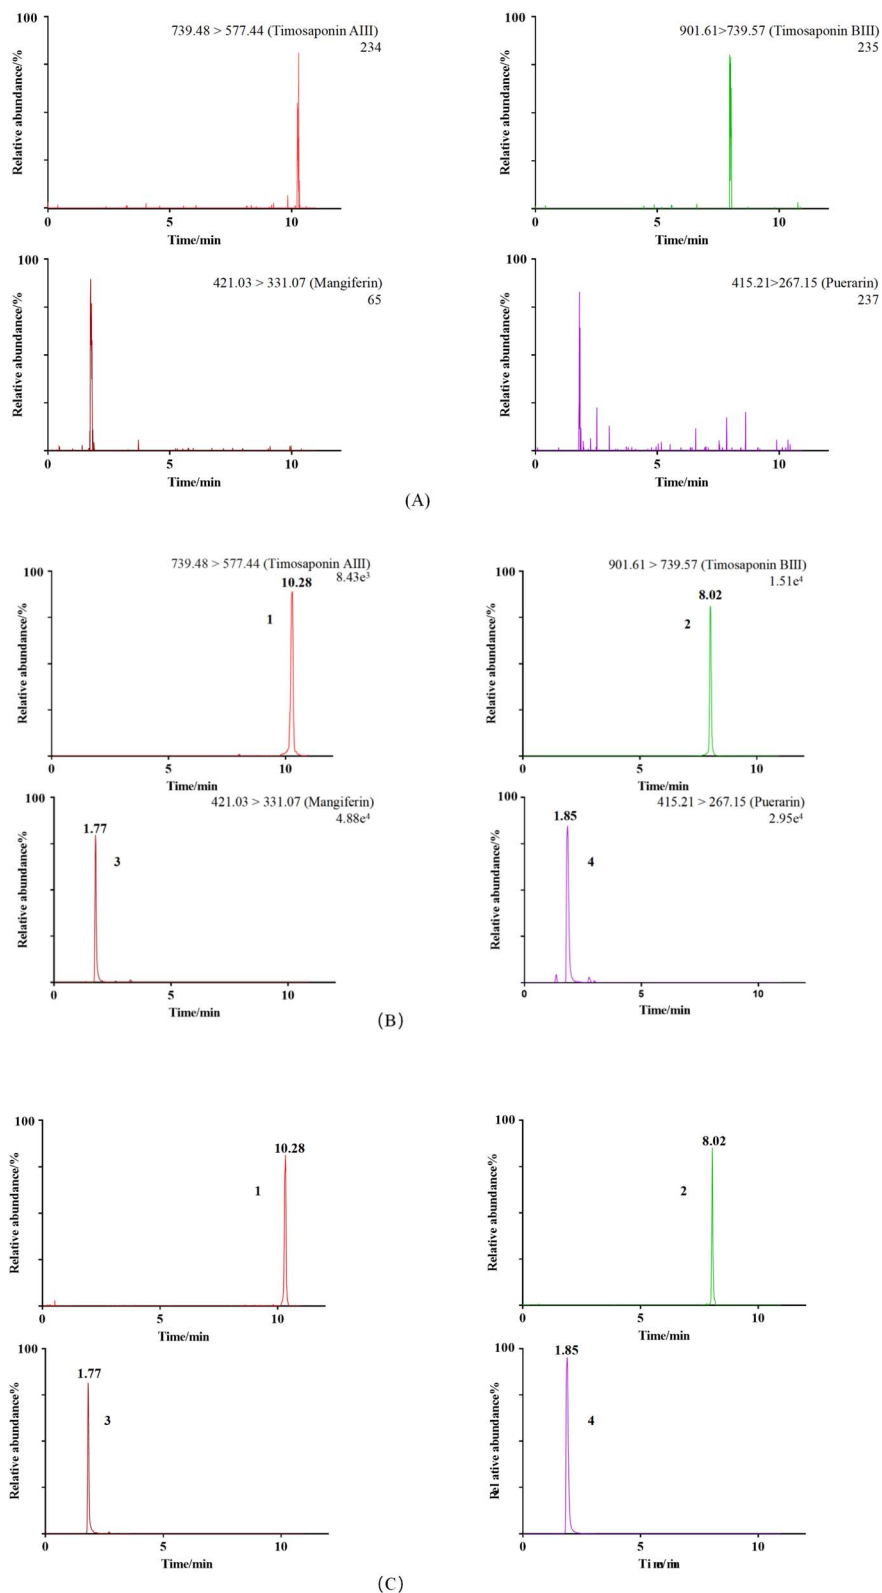 100
739.48 > 577.44 (Timosaponin AIII)
234
Relative abundance/%
0
5
10
Time/min
100
901.61>739.57 (Timosaponin BIII)
235
Relative abundance/%
0
5
10
Time/min
100
421.03 > 331.07 (Mangiferin)
65
Relative abundance/%
0
5
10
Time/min
100
415.21>267.15 (Puerarin)
237
Relative abundance/%
0
5
10
Time/min
(A)
739.48 > 577.44 (Timosaponin AIII)
8.43e³
100
10.28
1
Relative abundance/%
0
5
10
Time/min
901.61 > 739.57 (Timosaponin BIII)
1.51e⁴
100
8.02
2
Relative abundance/%
0
5
10
Time/min
100
421.03 > 331.07 (Mangiferin)
4.88e⁴
1.77
3
Relative abundance%
0
5
10
Time/min
100
415.21 > 267.15 (Puerarin)
2.95e⁴
1.85
4
Relative abundance/%
0
5
10
Time/min
(B)
100
10.28
1
Relative abundance/%
0
5
10
Time/min
100
8.02
2
Relative abundance%
0
5
10
Time/min
100
1.77
3
Relative abundance%
0
5
10
Time/min
100
1.85
4
Relative abundance%
0
5
10
Time/min
(C)